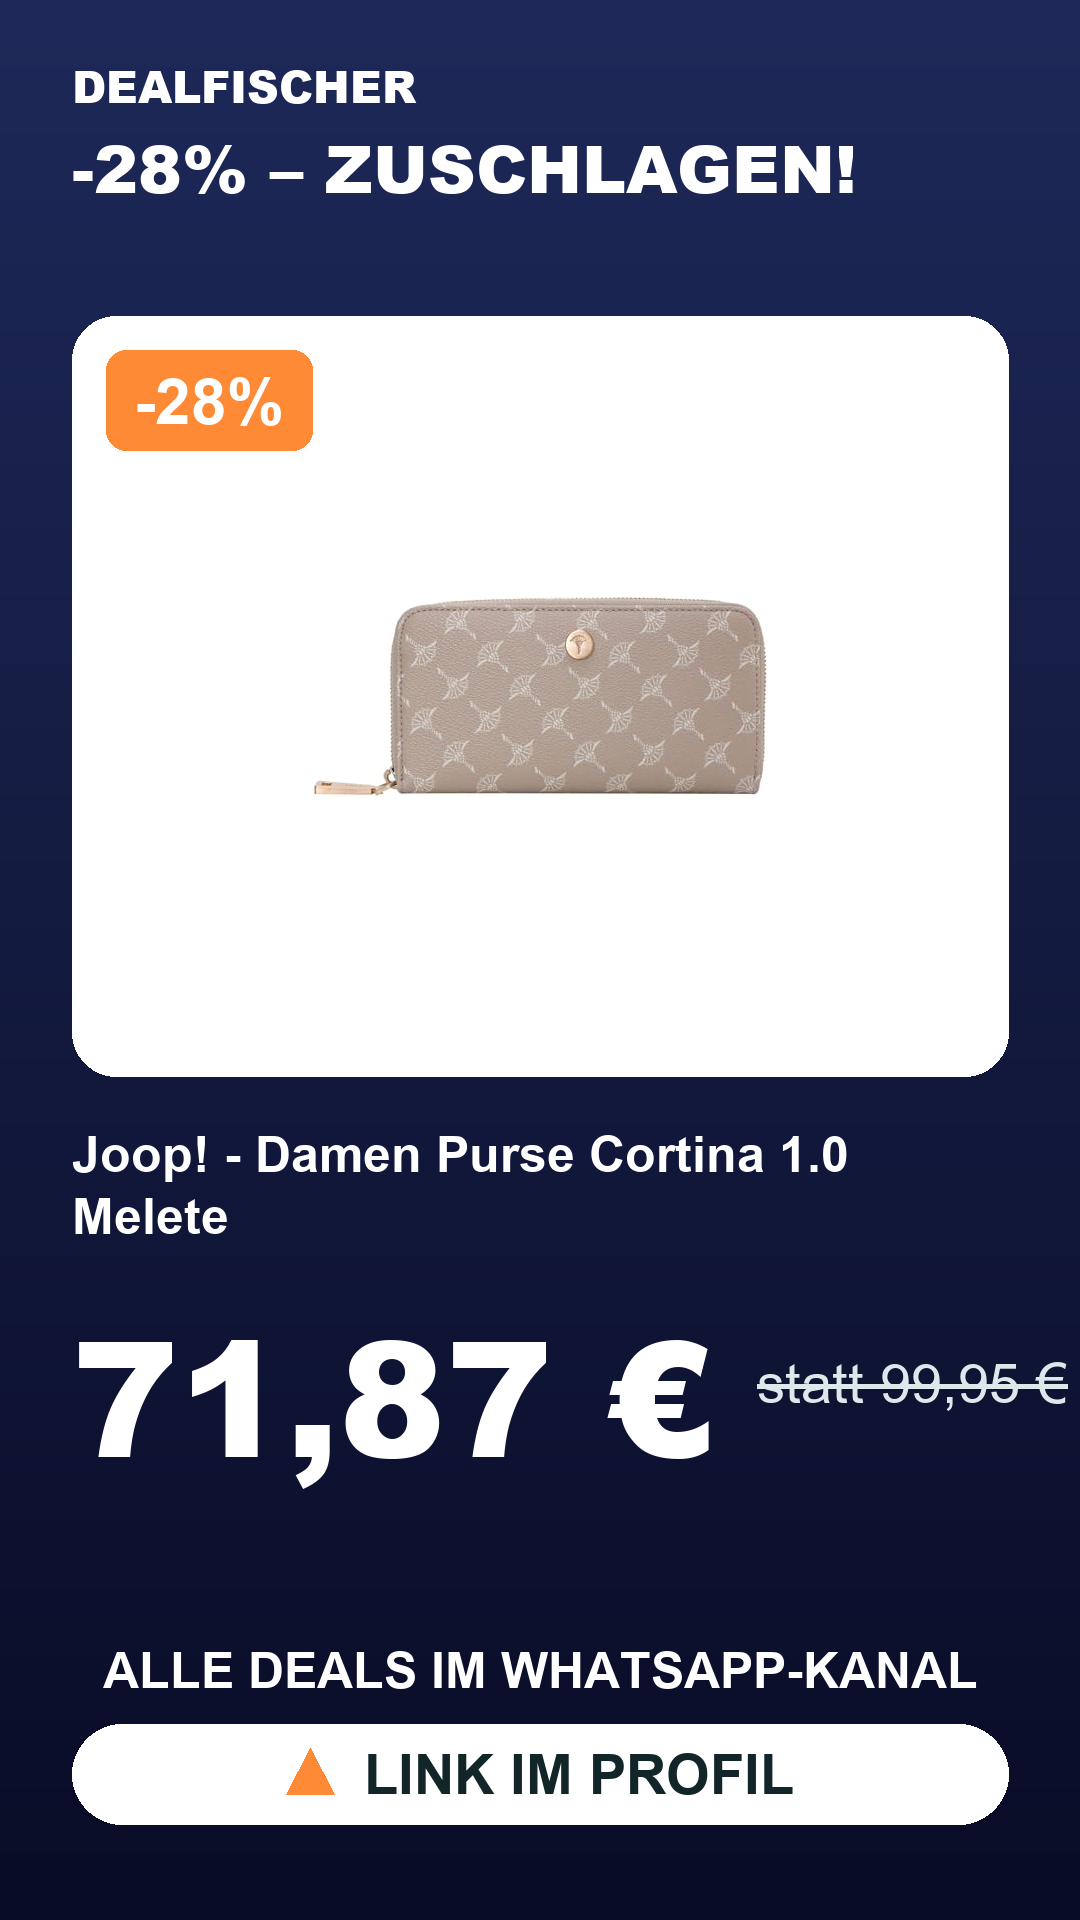 DEALFISCHER
-28% – ZUSCHLAGEN!
-28%
Joop! - Damen Purse Cortina 1.0
Melete
71,87 € statt 99,95 €
ALLE DEALS IM WHATSAPP-KANAL
LINK IM PROFIL